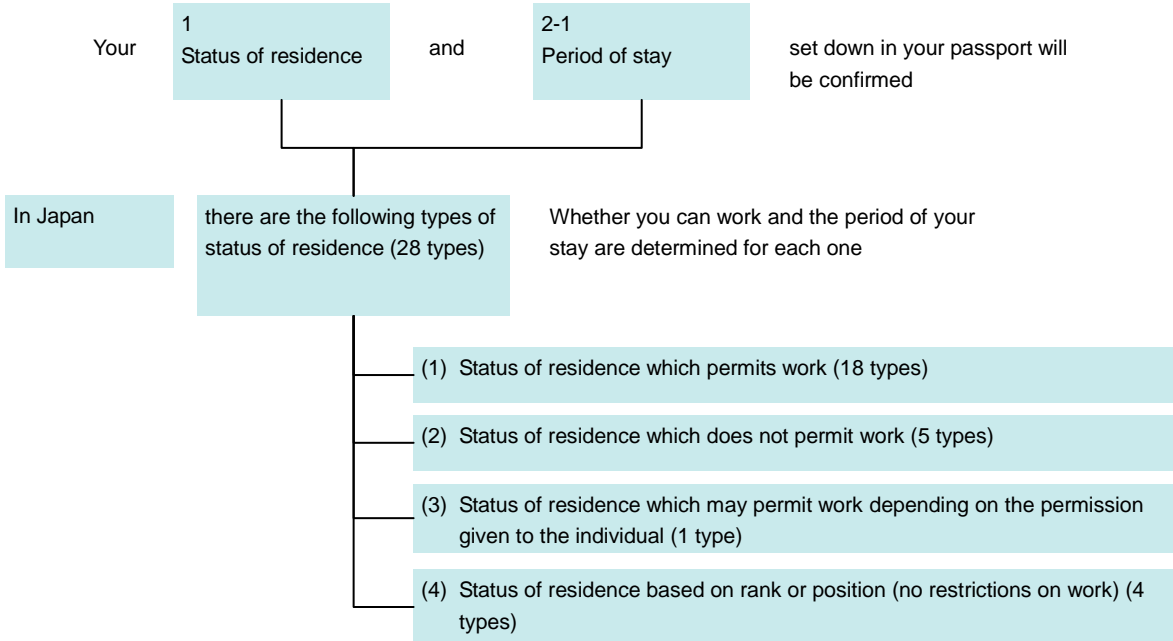 Your
1
Status of residence
and
2-1
Period of stay
set down in your passport will
be confirmed
In Japan
there are the following types of
status of residence (28 types)
Whether you can work and the period of your
stay are determined for each one
(1) Status of residence which permits work (18 types)
(2) Status of residence which does not permit work (5 types)
(3) Status of residence which may permit work depending on the permission
given to the individual (1 type)
(4) Status of residence based on rank or position (no restrictions on work) (4
types)